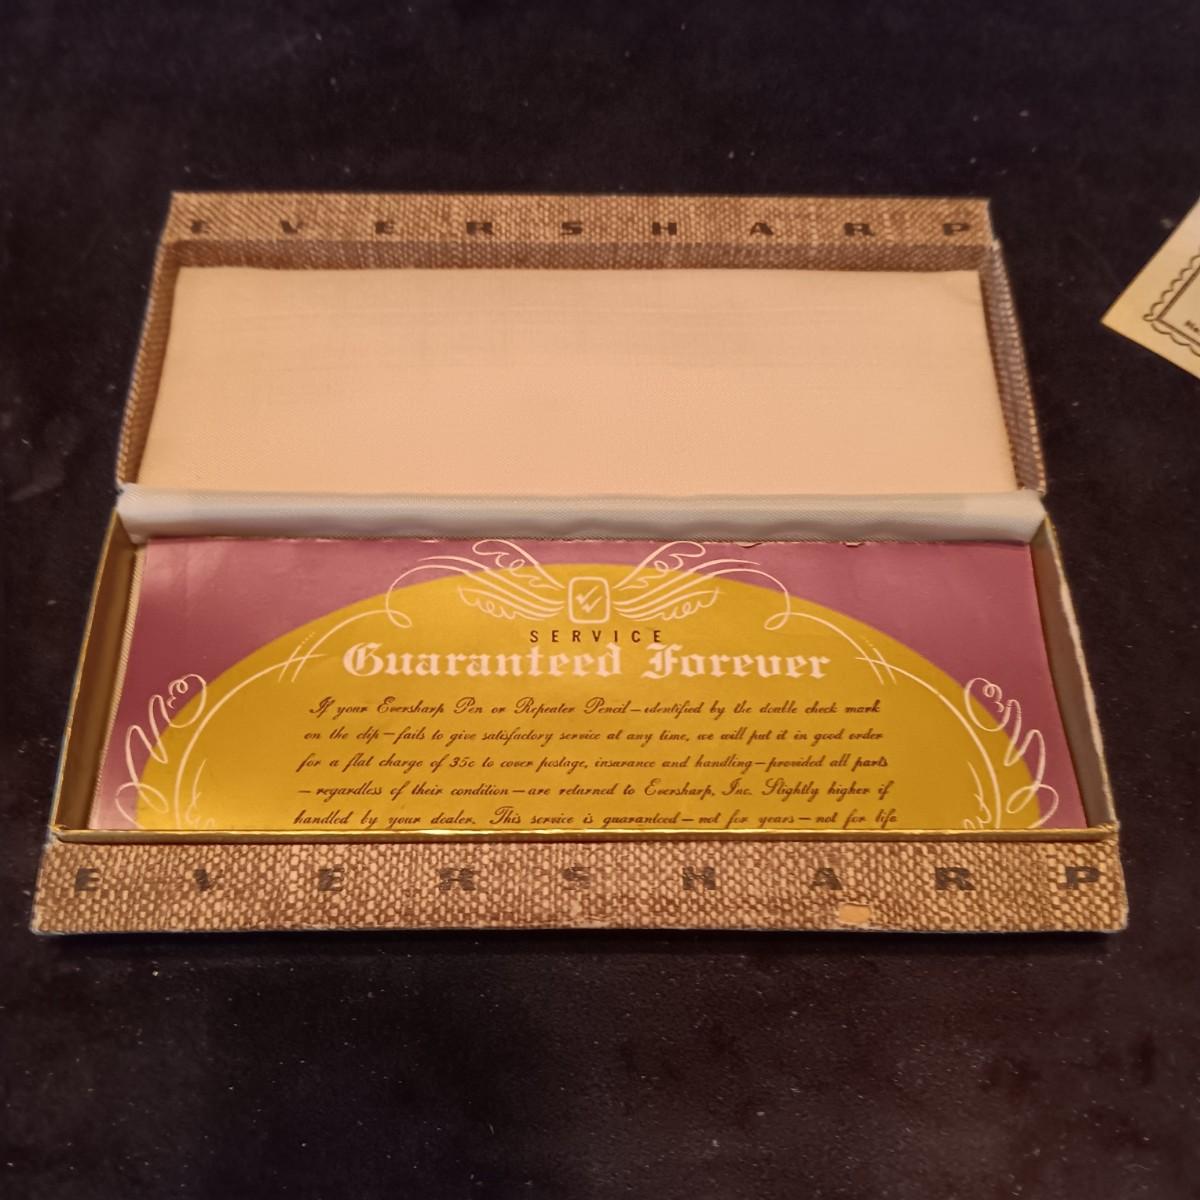 EVERSHARP
SERVICE
Guaranteed Forever
If your Eversharp Pen or Repeater Pencil—identified by the double check mark
on the clip—fails to give satisfactory service at any time, we will put it in good order
for a flat charge of 35c to cover postage, insurance and handling—provided all parts
—regardless of their condition—are returned to Eversharp, Inc. Slightly higher if
handled by your dealer. This service is guaranteed—not for years—not for life
EVERSHARP